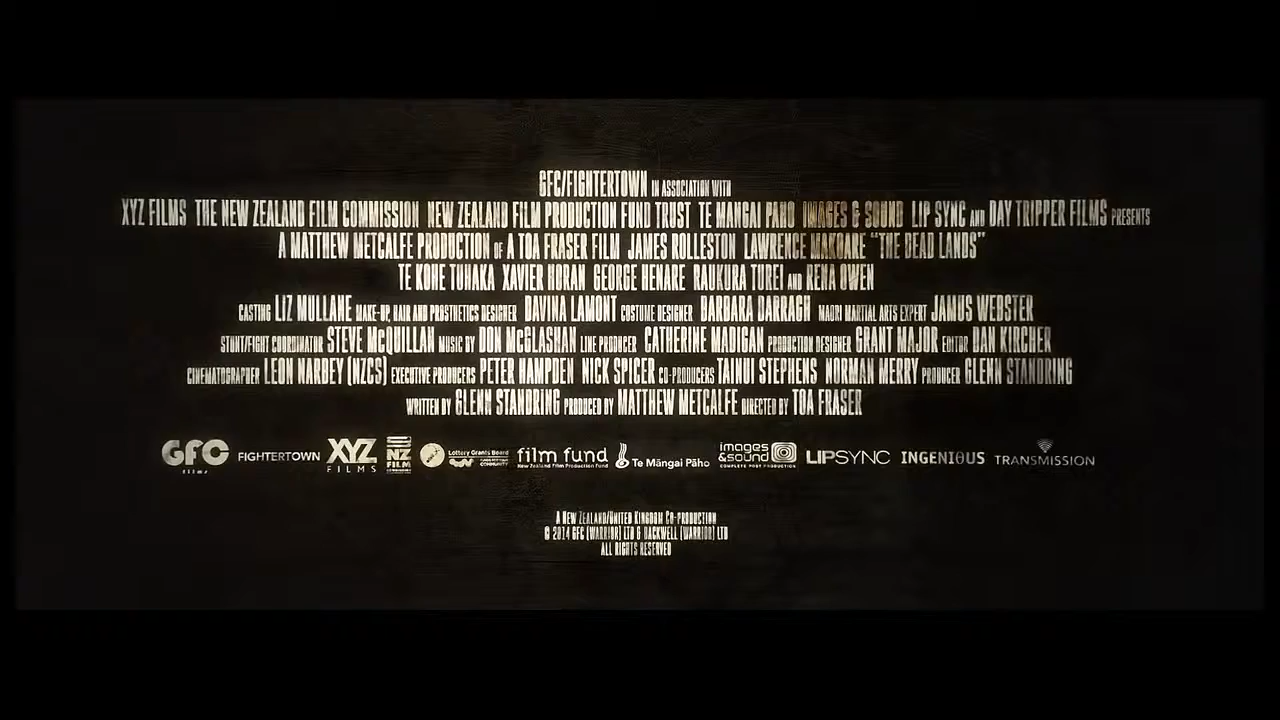 GFC/FIGHTERTOWN IN ASSOCIATION WITH
XYZ FILMS THE NEW ZEALAND FILM COMMISSION NEW ZEALAND FILM PRODUCTION FUND TRUST TE MANGAI PAHO IMAGES & SOUND LIP SYNC AND DAY TRIPPER FILMS PRESENTS
A MATTHEW METCALFE PRODUCTION OF A TOA FRASER FILM JAMES ROLLESTON LAWRENCE MAKOARE "THE DEAD LANDS"
TE KOHE TUHAKA XAVIER HORAN GEORGE HENARE RAUKURA TUREI AND RENA OWEN
CASTING LIZ MULLANE MAKE-UP, HAIR AND PROSTHETICS DESIGNER DAVINA LAMONT COSTUME DESIGNER BARBARA DARRAGH MAORI MARTIAL ARTS EXPERT JAMUS WEBSTER
STUNT/FIGHT COORDINATOR STEVE McQUILLAN MUSIC BY DON McGLASHAN LINE PRODUCER CATHERINE MADIGAN PRODUCTION DESIGNER GRANT MAJOR EDITOR DAN KIRCHER
CINEMATOGRAPHER LEON NARBEY (NZCS) EXECUTIVE PRODUCERS PETER HAMPDEN NICK SPICER CO-PRODUCERS TAINUI STEPHENS NORMAN MERRY PRODUCER GLENN STANDRING
WRITTEN BY GLENN STANDRING PRODUCED BY MATTHEW METCALFE DIRECTED BY TOA FRASER
GFC films FIGHTERTOWN XYZ FILMS NZ FILM Lottery Grants Board film fund New Zealand Film Production Fund Te Māngai Pāho images & sound COMPLETE POST PRODUCTION LIPSYNC INGENIOUS TRANSMISSION
A NEW ZEALAND/UNITED KINGDOM CO-PRODUCTION
© 2014 GFC (WARRIOR) LTD & BACKWELL (WARRIOR) LTD
ALL RIGHTS RESERVED